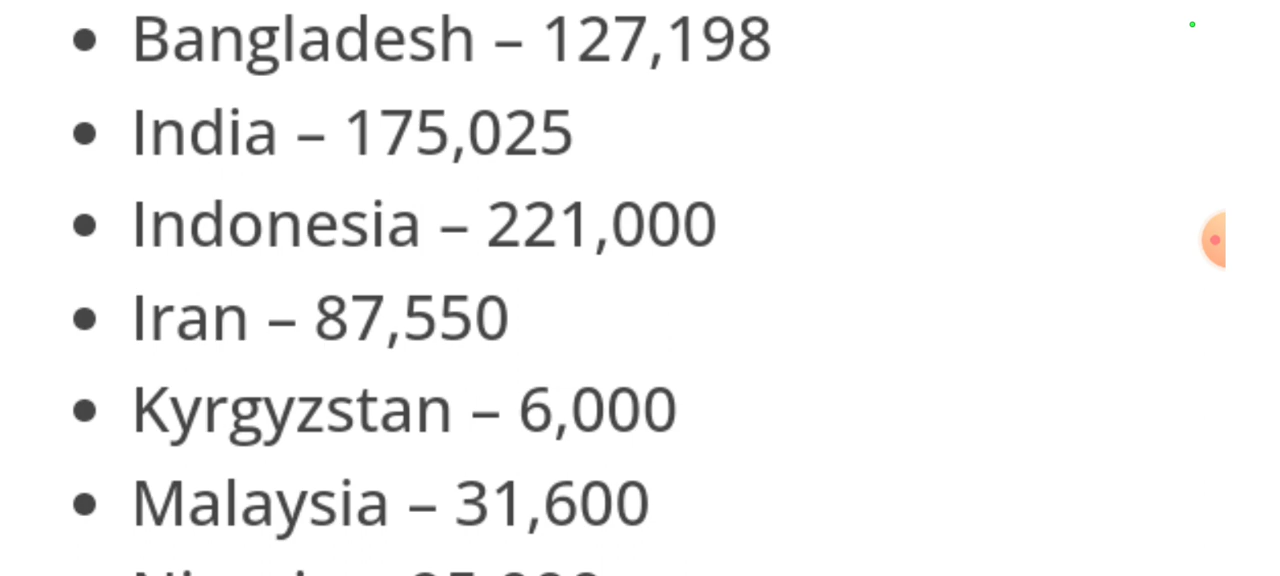 • Bangladesh – 127,198
• India – 175,025
• Indonesia – 221,000
• Iran – 87,550
• Kyrgyzstan – 6,000
• Malaysia – 31,600